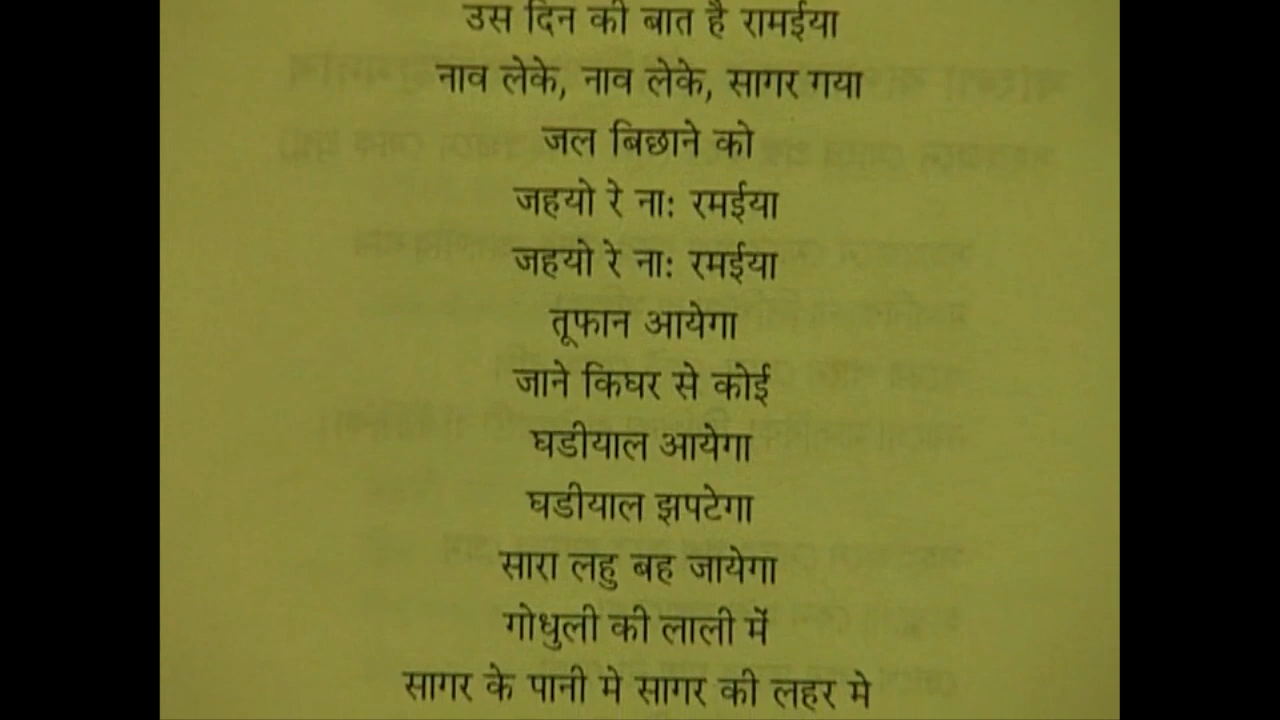 उस दिन की बात है रामईया
नाव लेके, नाव लेके, सागर गया
जल बिछाने को
जहयो रे नाः रमईया
जहयो रे नाः रमईया
तूफान आयेगा
जाने किघर से कोई
घडीयाल आयेगा
घडीयाल झपटेगा
सारा लहु बह जायेगा
गोधुली की लाली में
सागर के पानी मे सागर की लहर मे